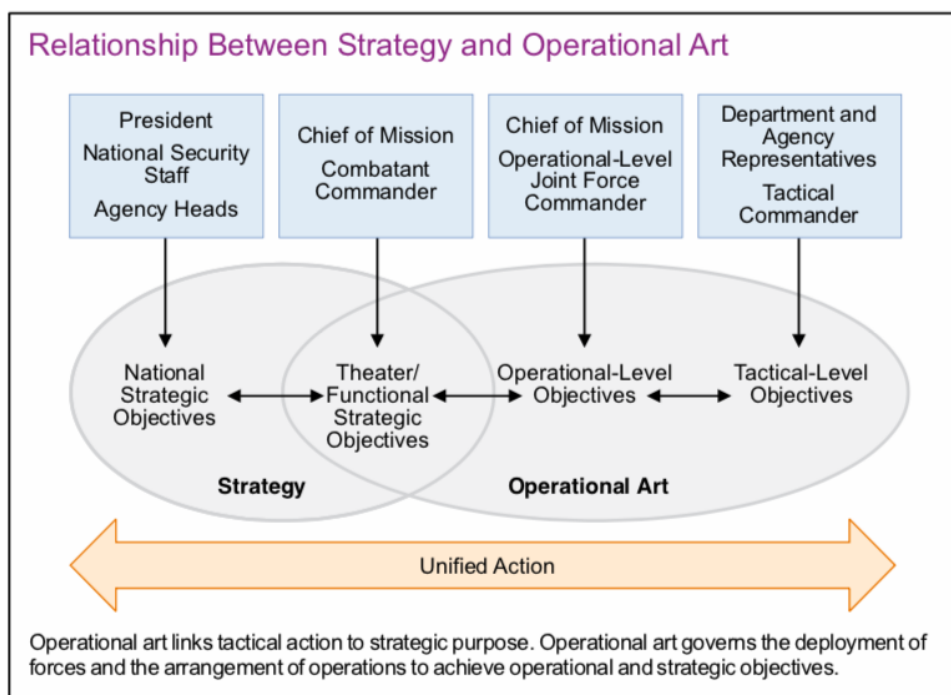 Relationship Between Strategy and Operational Art
President
National Security
Staff
Agency Heads
Chief of Mission
Combatant
Commander
Chief of Mission
Operational-Level
Joint Force
Commander
Department and
Agency
Representatives
Tactical
Commander
National
Strategic
Objectives
Theater/
Functional
Strategic
Objectives
Operational-Level
Objectives
Tactical-Level
Objectives
Strategy
Operational Art
Unified Action
Operational art links tactical action to strategic purpose. Operational art governs the deployment of
forces and the arrangement of operations to achieve operational and strategic objectives.